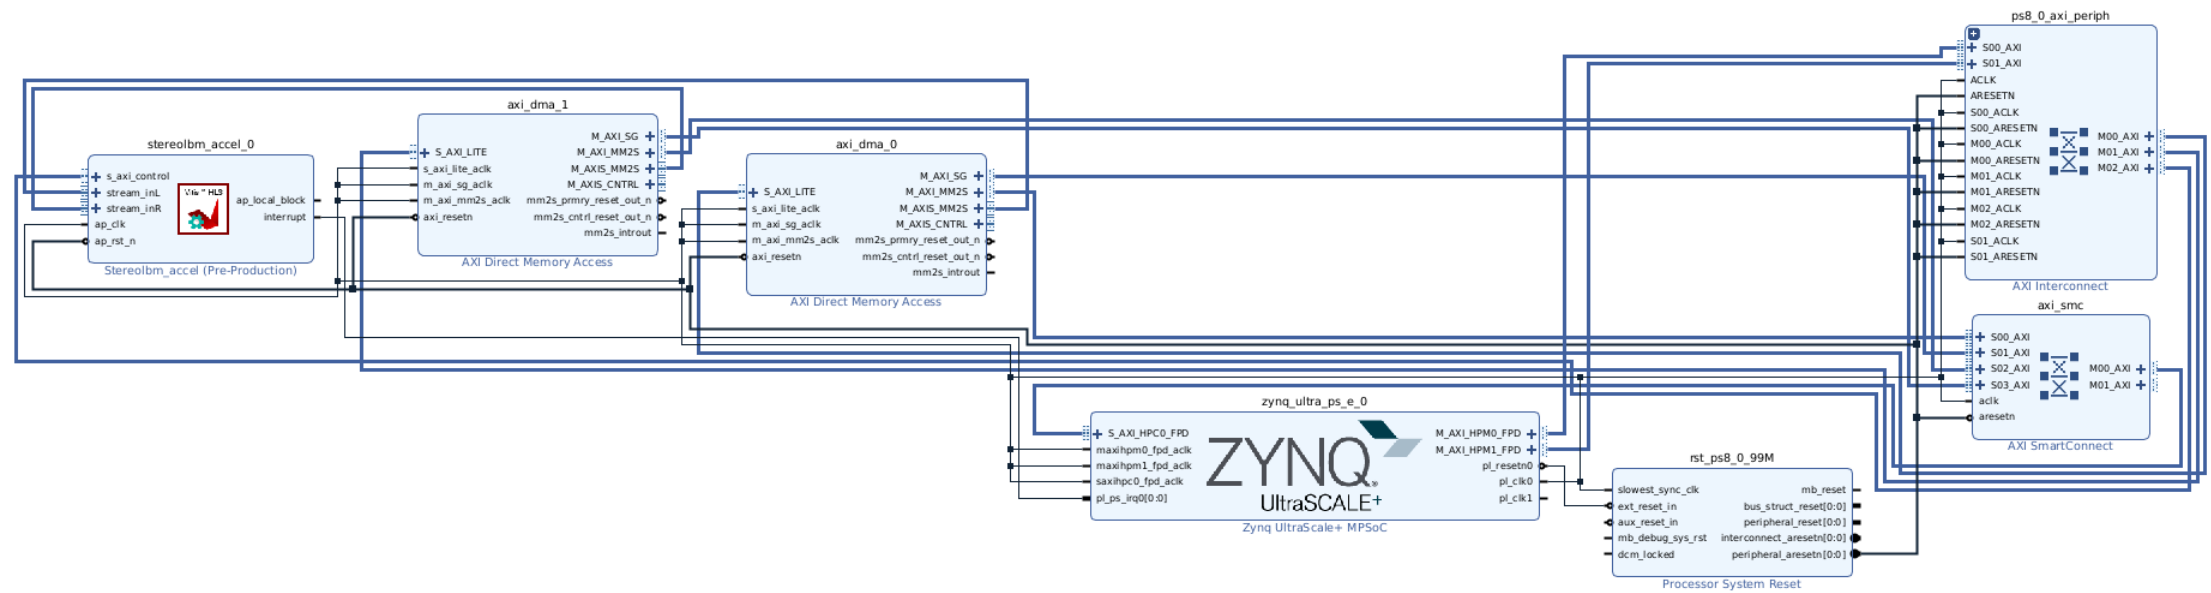 stereolbm_accel_0
s_axi_control
stream_inL
stream_inR
ap_clk
ap_rst_n
Vitis™ HLS
ap_local_block
interrupt
Stereolbm_accel (Pre-Production)
axi_dma_1
S_AXI_LITE
s_axi_lite_aclk
m_axi_sg_aclk
m_axi_mm2s_aclk
axi_resetn
M_AXI_SG
M_AXI_MM2S
M_AXIS_MM2S
M_AXIS_CNTRL
mm2s_prmry_reset_out_n
mm2s_cntrl_reset_out_n
mm2s_introut
AXI Direct Memory Access
axi_dma_0
S_AXI_LITE
s_axi_lite_aclk
m_axi_sg_aclk
m_axi_mm2s_aclk
axi_resetn
M_AXI_SG
M_AXI_MM2S
M_AXIS_MM2S
M_AXIS_CNTRL
mm2s_prmry_reset_out_n
mm2s_cntrl_reset_out_n
mm2s_introut
AXI Direct Memory Access
zynq_ultra_ps_e_0
S_AXI_HPC0_FPD
maxihpm0_fpd_aclk
maxihpm1_fpd_aclk
saxihpc0_fpd_aclk
pl_ps_irq0[0:0]
ZYNQ
UltraSCALE+
M_AXI_HPM0_FPD
M_AXI_HPM1_FPD
pl_resetn0
pl_clk0
pl_clk1
Zynq UltraScale+ MPSoC
rst_ps8_0_99M
slowest_sync_clk
ext_reset_in
aux_reset_in
mb_debug_sys_rst
dcm_locked
mb_reset
bus_struct_reset[0:0]
peripheral_reset[0:0]
interconnect_aresetn[0:0]
peripheral_aresetn[0:0]
Processor System Reset
ps8_0_axi_periph
S00_AXI
S01_AXI
ACLK
ARESETN
S00_ACLK
S00_ARESETN
M00_ACLK
M00_ARESETN
M01_ACLK
M01_ARESETN
M02_ACLK
M02_ARESETN
S01_ACLK
S01_ARESETN
M00_AXI
M01_AXI
M02_AXI
AXI Interconnect
axi_smc
S00_AXI
S01_AXI
S02_AXI
S03_AXI
aclk
aresetn
M00_AXI
M01_AXI
AXI SmartConnect